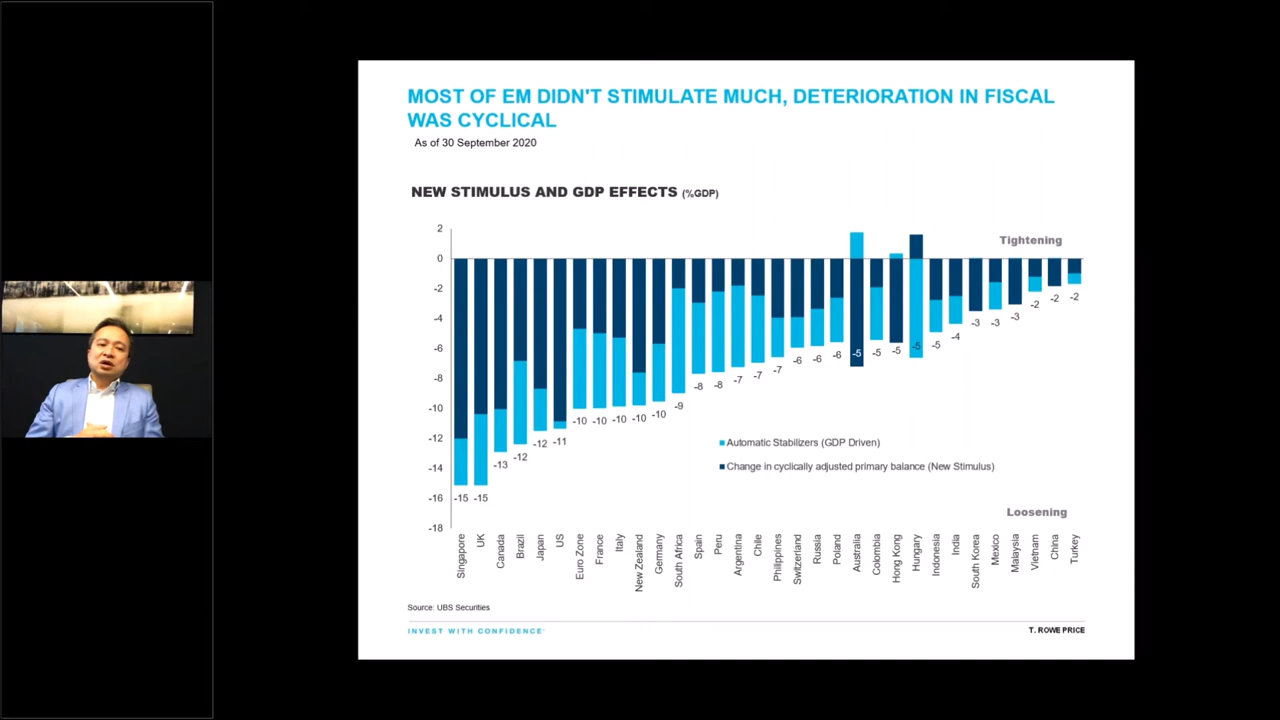 MOST OF EM DIDN'T STIMULATE MUCH, DETERIORATION IN FISCAL
WAS CYCLICAL
As of 30 September 2020
NEW STIMULUS AND GDP EFFECTS (%GDP)
2
0
-2
-4
-6
-8
-10
-12
-14
-16
-18
Tightening
-15
-15
-13
-12
-12
-11
-10
-10
-10
-10
-10
-9
-8
-8
-7
-7
-7
-6
-6
-6
-5
-5
-5
-5
-5
-4
-3
-3
-3
-2
-2
-2
Automatic Stabilizers (GDP Driven)
Change in cyclically adjusted primary balance (New Stimulus)
Loosening
Singapore
UK
Canada
Brazil
Japan
US
Euro Zone
France
Italy
New Zealand
Germany
South Africa
Spain
Peru
Argentina
Chile
Philippines
Switzerland
Russia
Poland
Australia
Colombia
Hong Kong
Hungary
Indonesia
India
South Korea
Mexico
Malaysia
Vietnam
China
Turkey
Source: UBS Securities
INVEST WITH CONFIDENCE
T. ROWE PRICE